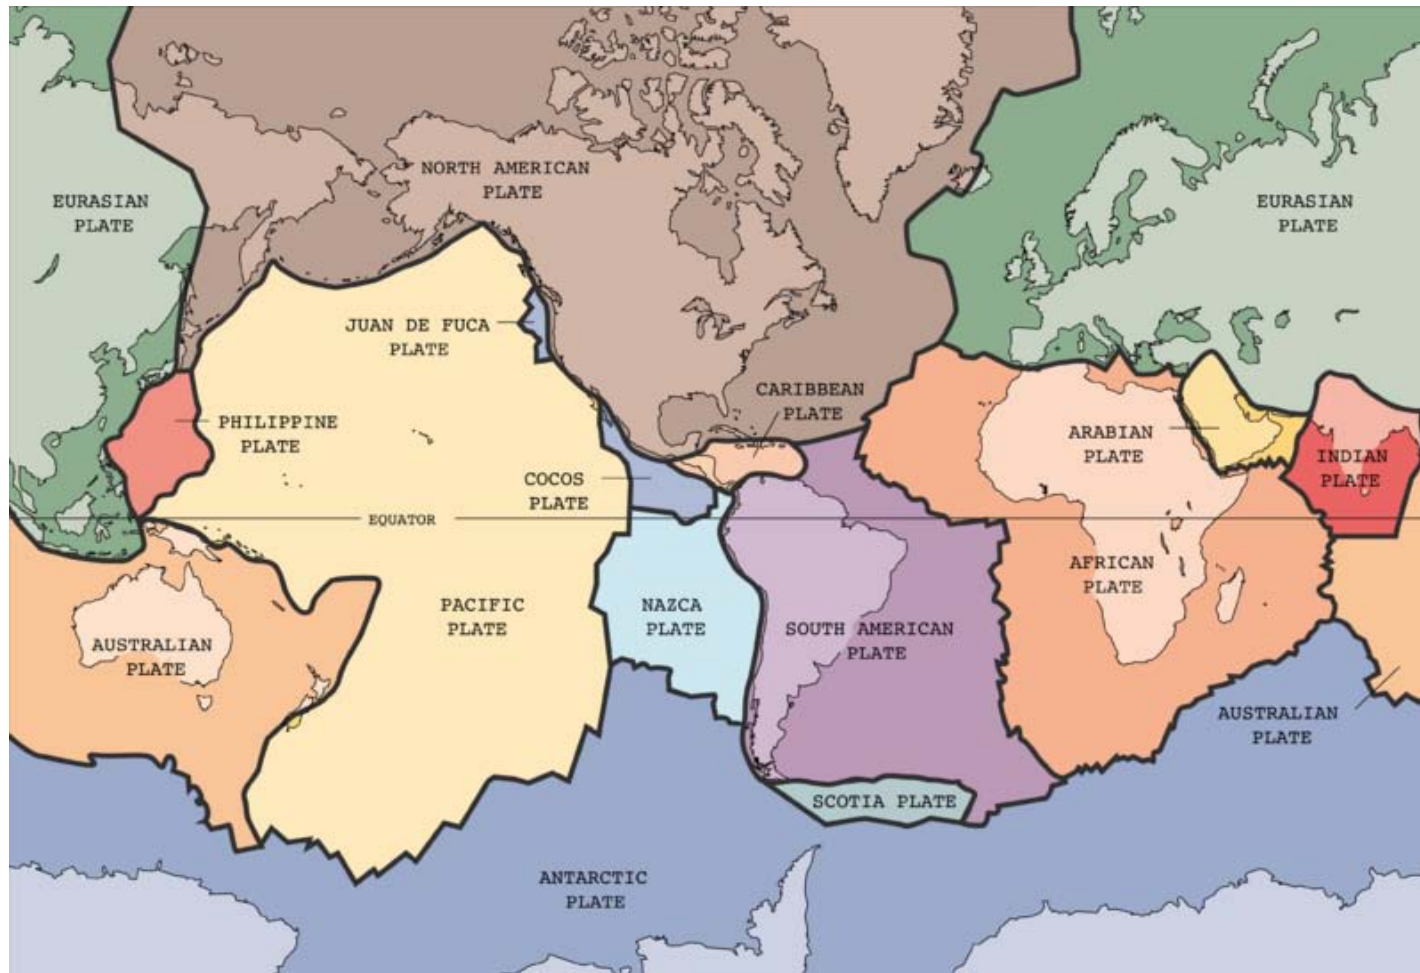 NORTH AMERICAN
PLATE
EURASIAN
PLATE
EURASIAN
PLATE
JUAN DE FUCA
PLATE
CARIBBEAN
PLATE
PHILIPPINE
PLATE
ARABIAN
PLATE
INDIAN
PLATE
COCOS
PLATE
EQUATOR
AFRICAN
PLATE
PACIFIC
PLATE
NAZCA
PLATE
SOUTH AMERICAN
PLATE
AUSTRALIAN
PLATE
AUSTRALIAN
PLATE
SCOTIA PLATE
ANTARCTIC
PLATE